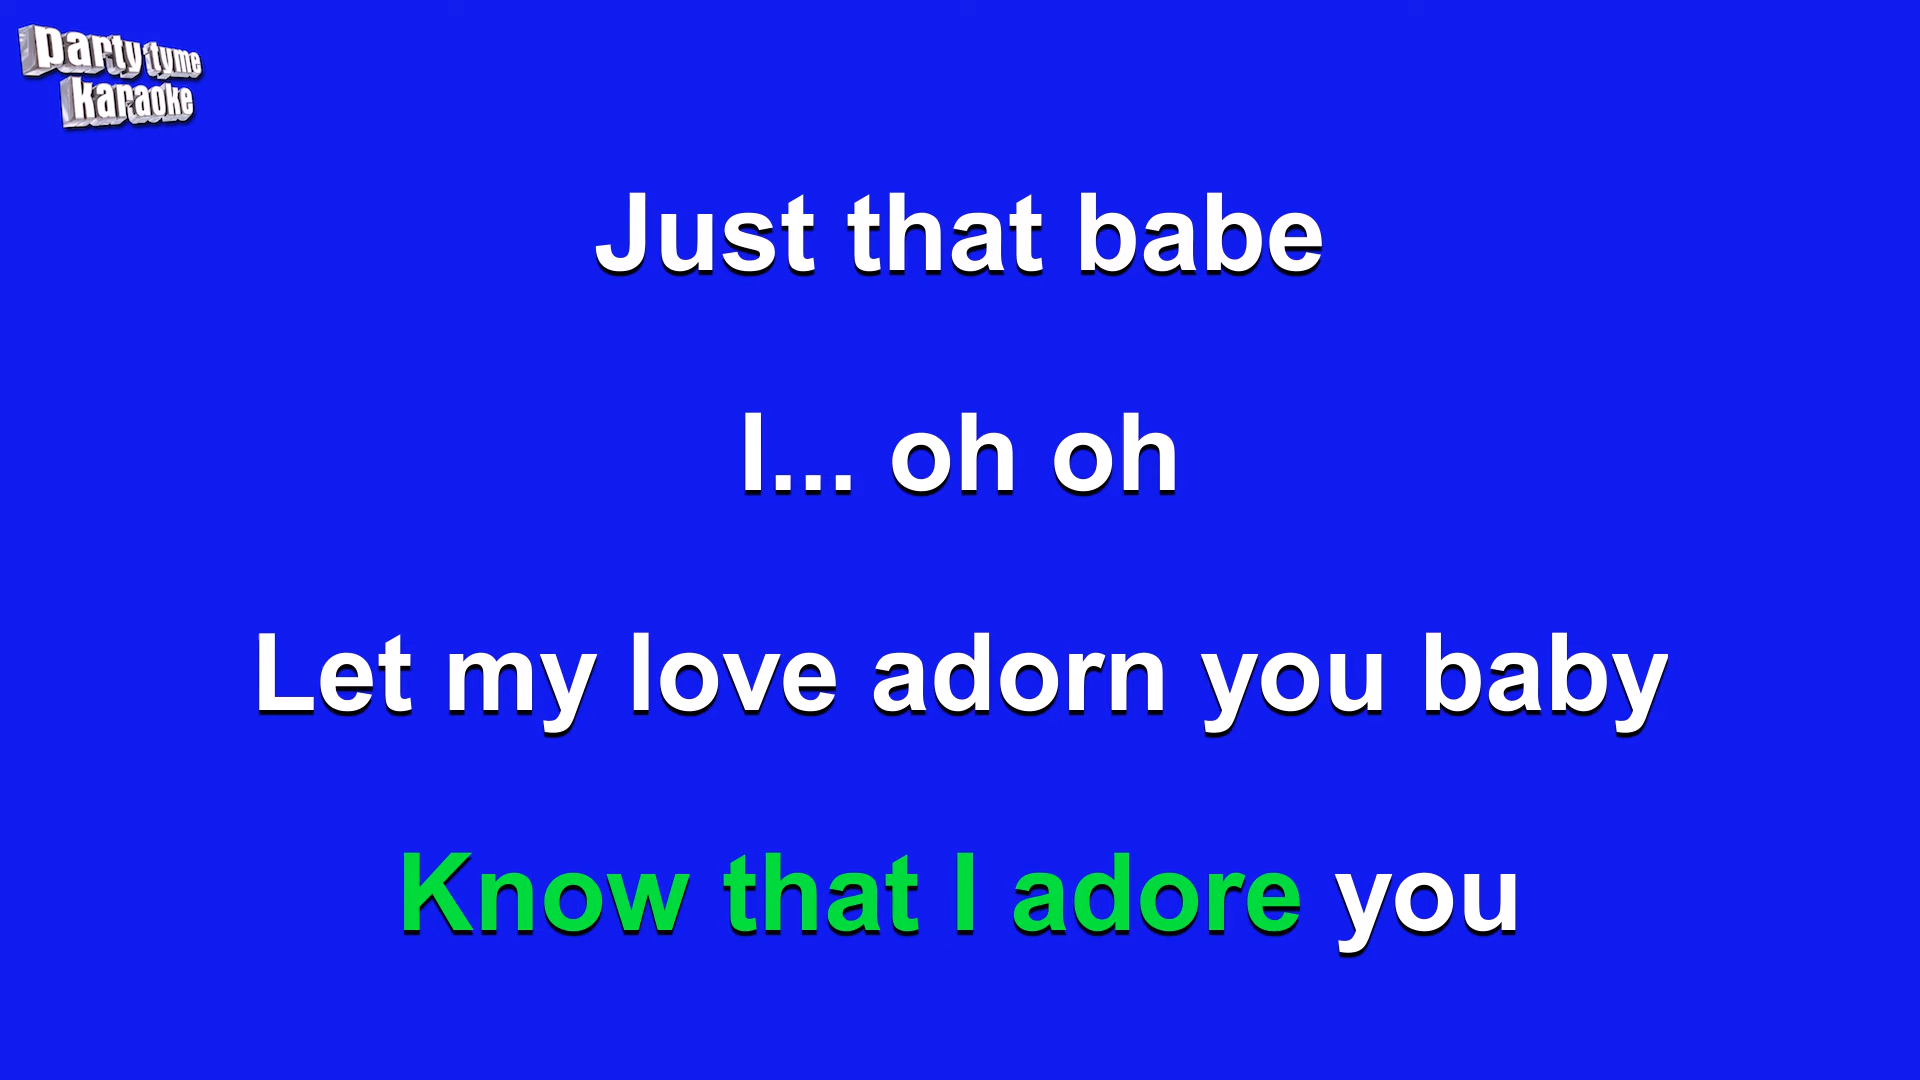 party tyme
karaoke
Just that babe
I... oh oh
Let my love adorn you baby
Know that I adore you